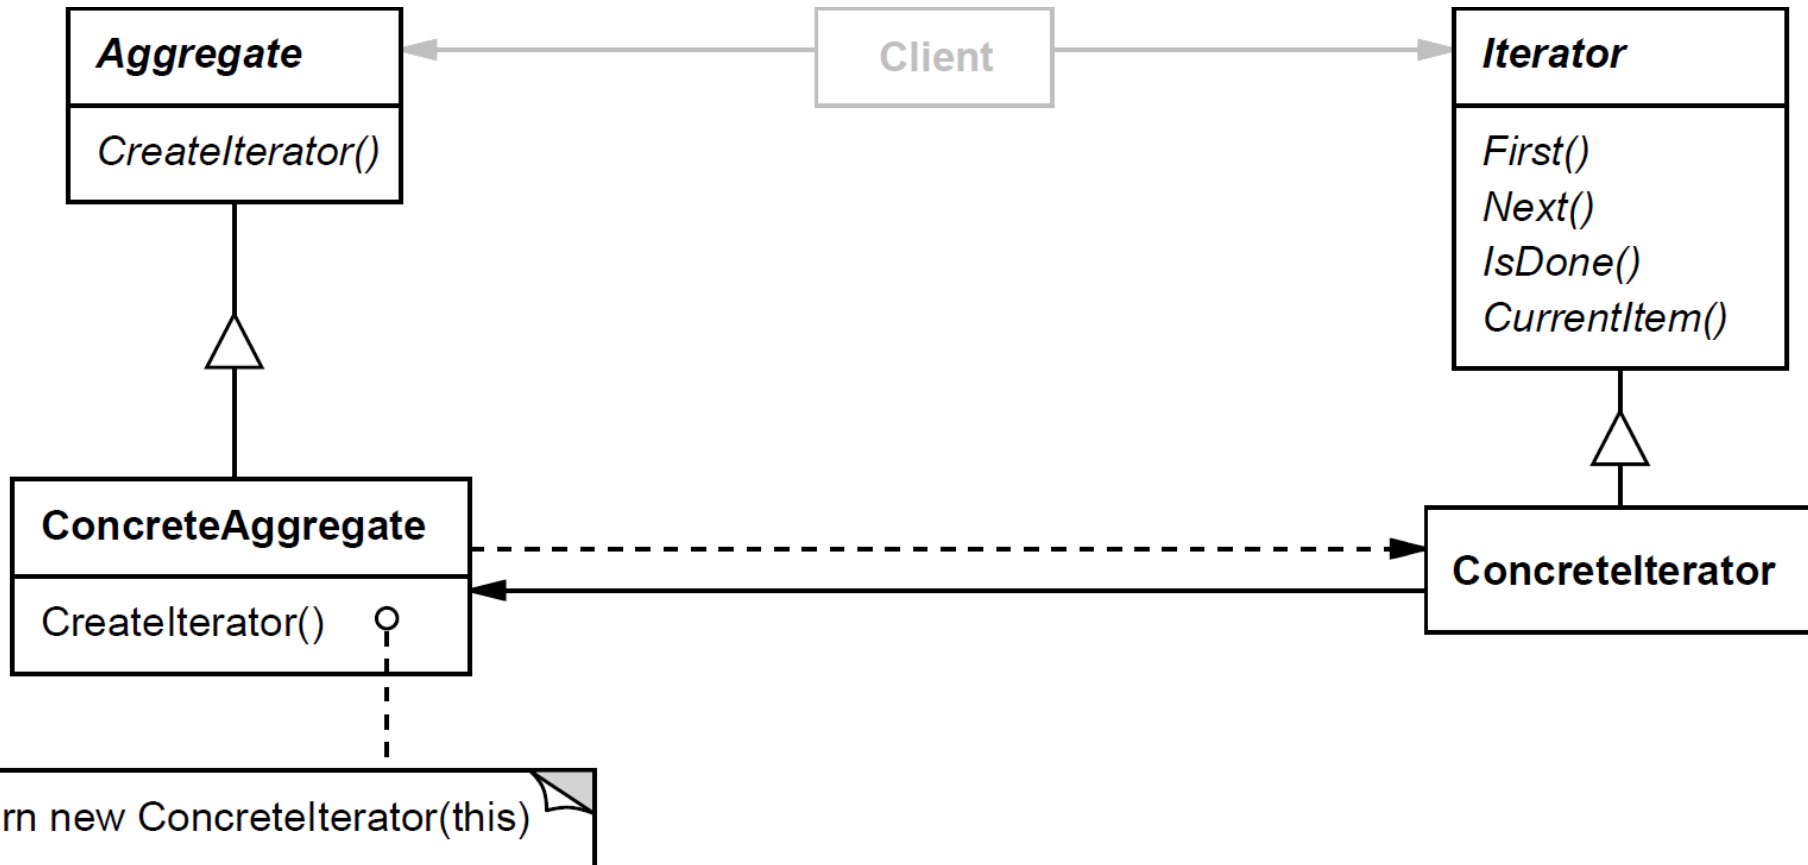 Aggregate
CreateIterator()
Client
Iterator
First()
Next()
IsDone()
CurrentItem()
ConcreteAggregate
CreateIterator()
ConcreteIterator
rn new ConcreteIterator(this)